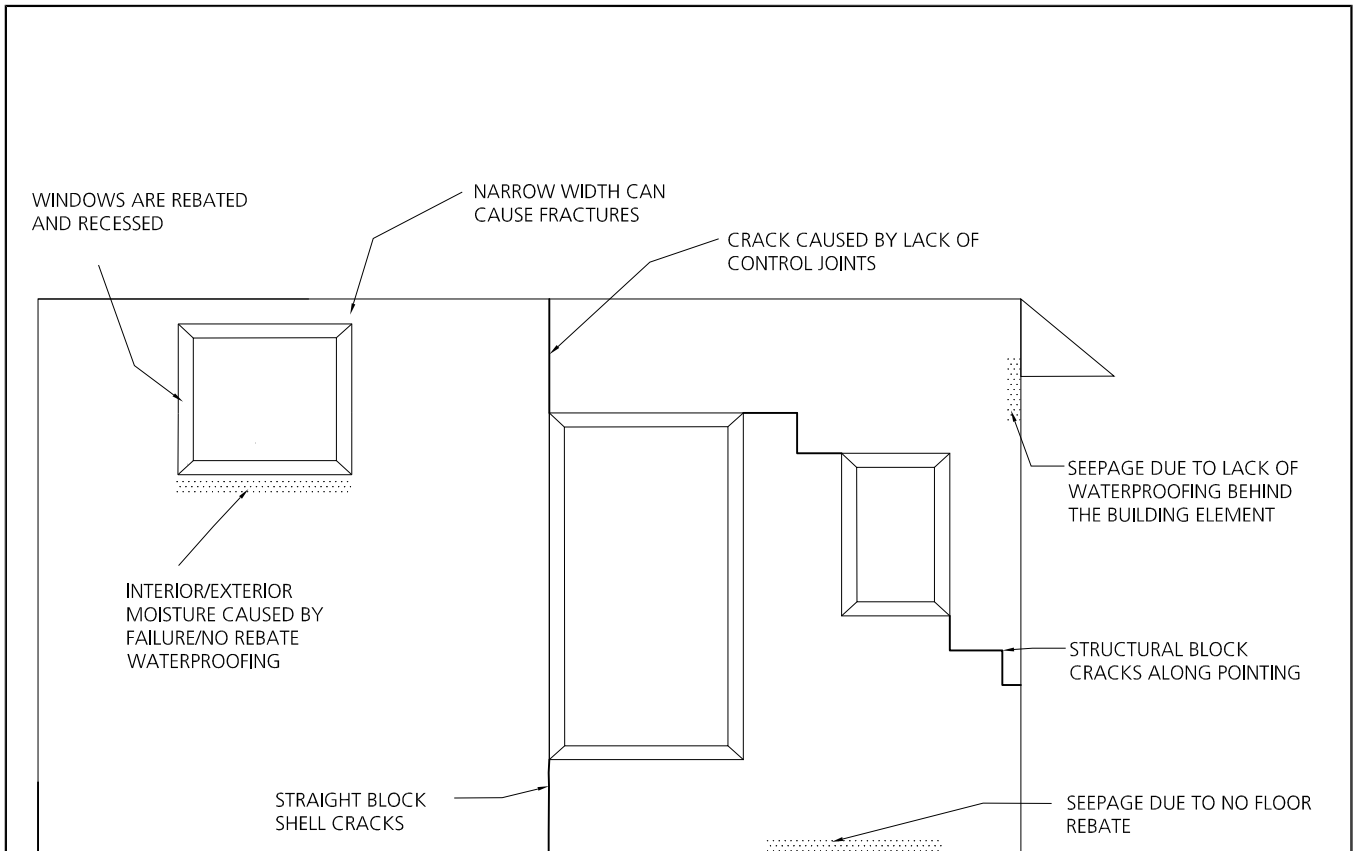 WINDOWS ARE REBATED
AND RECESSED
NARROW WIDTH CAN
CAUSE FRACTURES
CRACK CAUSED BY LACK OF
CONTROL JOINTS
SEEPAGE DUE TO LACK OF
WATERPROOFING BEHIND
THE BUILDING ELEMENT
INTERIOR/EXTERIOR
MOISTURE CAUSED BY
FAILURE/NO REBATE
WATERPROOFING
STRUCTURAL BLOCK
CRACKS ALONG POINTING
STRAIGHT BLOCK
SHELL CRACKS
SEEPAGE DUE TO NO FLOOR
REBATE